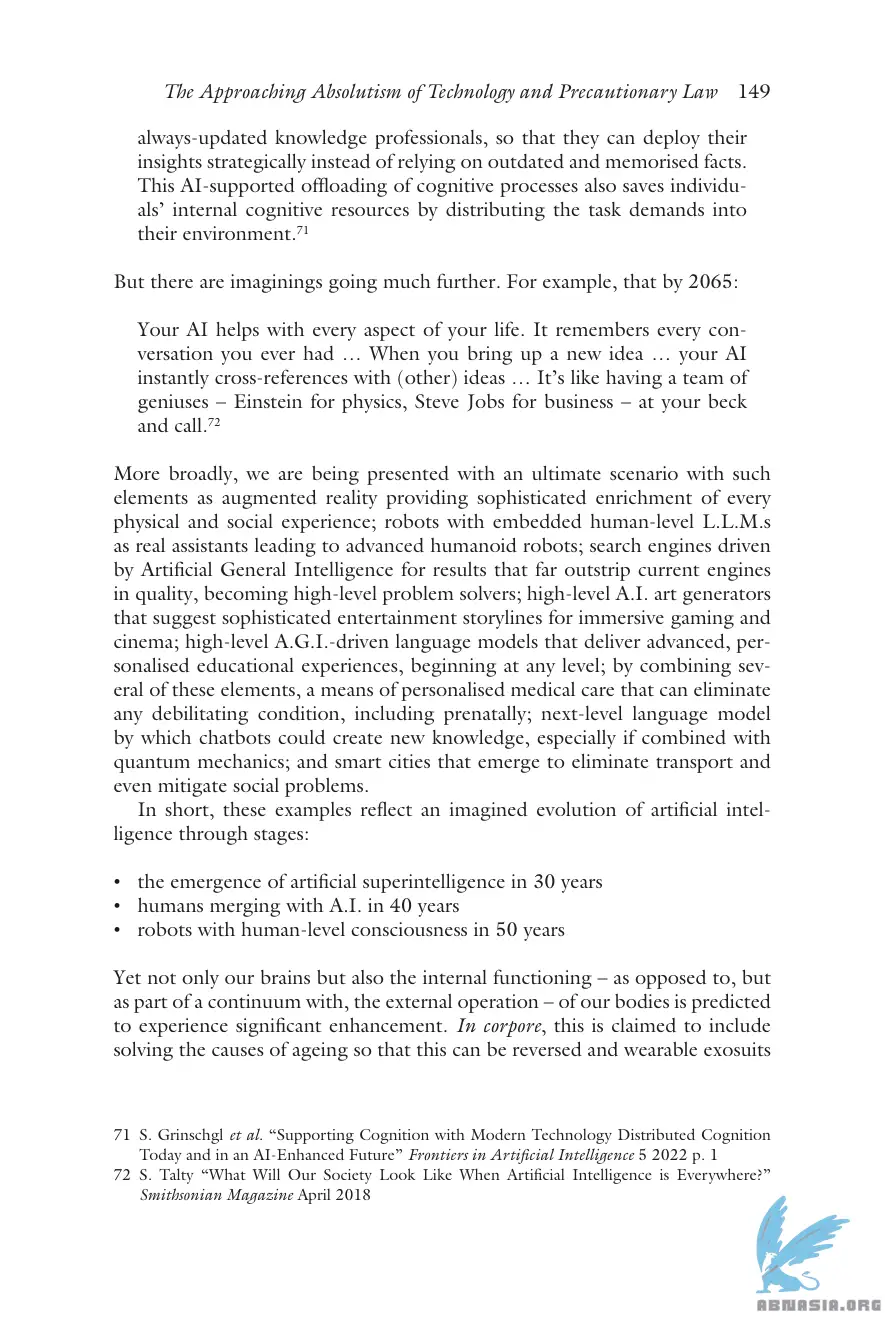 The Approaching Absolutism of Technology and Precautionary Law 149
always-updated knowledge professionals, so that they can deploy their
insights strategically instead of relying on outdated and memorised facts.
This AI-supported offloading of cognitive processes also saves individu-
als’ internal cognitive resources by distributing the task demands into
their environment.71
But there are imaginings going much further. For example, that by 2065:
Your AI helps with every aspect of your life. It remembers every con-
versation you ever had … When you bring up a new idea … your AI
instantly cross-references with (other) ideas … It’s like having a team of
geniuses – Einstein for physics, Steve Jobs for business – at your beck
and call.72
More broadly, we are being presented with an ultimate scenario with such
elements as augmented reality providing sophisticated enrichment of every
physical and social experience; robots with embedded human-level L.L.M.s
as real assistants leading to advanced humanoid robots; search engines driven
by Artificial General Intelligence for results that far outstrip current engines
in quality, becoming high-level problem solvers; high-level A.I. art generators
that suggest sophisticated entertainment storylines for immersive gaming and
cinema; high-level A.G.I.-driven language models that deliver advanced, per-
sonalised educational experiences, beginning at any level; by combining sev-
eral of these elements, a means of personalised medical care that can eliminate
any debilitating condition, including prenatally; next-level language model
by which chatbots could create new knowledge, especially if combined with
quantum mechanics; and smart cities that emerge to eliminate transport and
even mitigate social problems.
In short, these examples reflect an imagined evolution of artificial intel-
ligence through stages:
• the emergence of artificial superintelligence in 30 years
• humans merging with A.I. in 40 years
• robots with human-level consciousness in 50 years
Yet not only our brains but also the internal functioning – as opposed to, but
as part of a continuum with, the external operation – of our bodies is predicted
to experience significant enhancement. In corpore, this is claimed to include
solving the causes of ageing so that this can be reversed and wearable exosuits
71 S. Grinschgl et al. “Supporting Cognition with Modern Technology Distributed Cognition
Today and in an AI-Enhanced Future” Frontiers in Artificial Intelligence 5 2022 p. 1
72 S. Talty “What Will Our Society Look Like When Artificial Intelligence is Everywhere?”
Smithsonian Magazine April 2018
ABNASIA.ORG